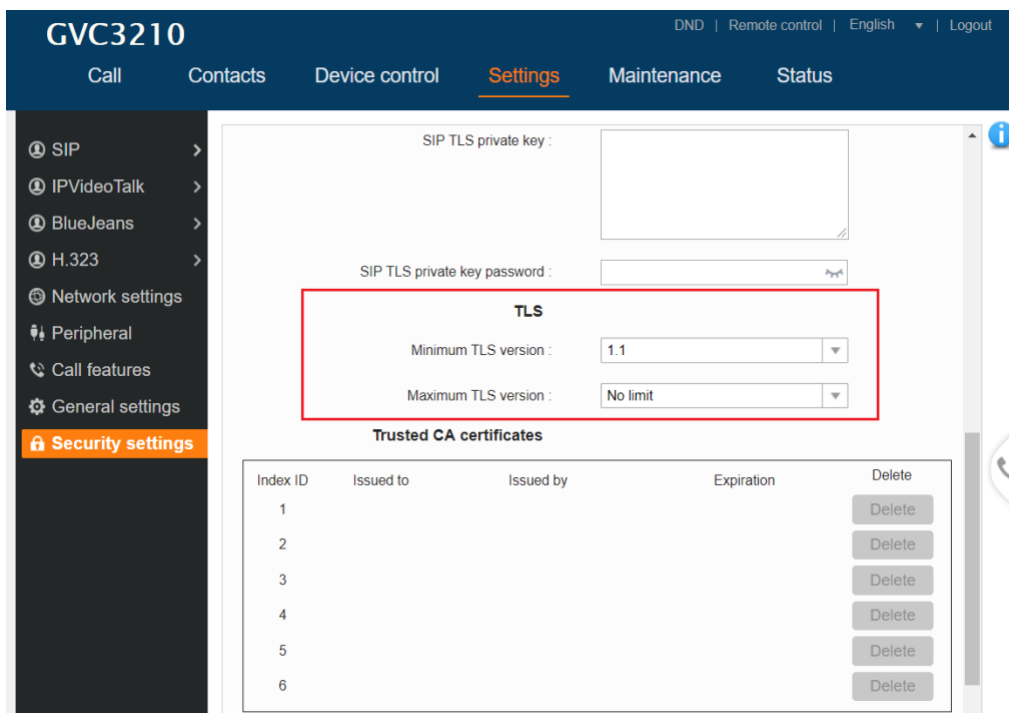 GVC3210
DND | Remote control | English | Logout
Call Contacts Device control Settings Maintenance Status
SIP
IPVideoTalk
BlueJeans
H.323
Network settings
Peripheral
Call features
General settings
Security settings
SIP TLS private key :
SIP TLS private key password :
TLS
Minimum TLS version : 1.1
Maximum TLS version : No limit
Trusted CA certificates
Index ID Issued to Issued by Expiration Delete
1 Delete
2 Delete
3 Delete
4 Delete
5 Delete
6 Delete